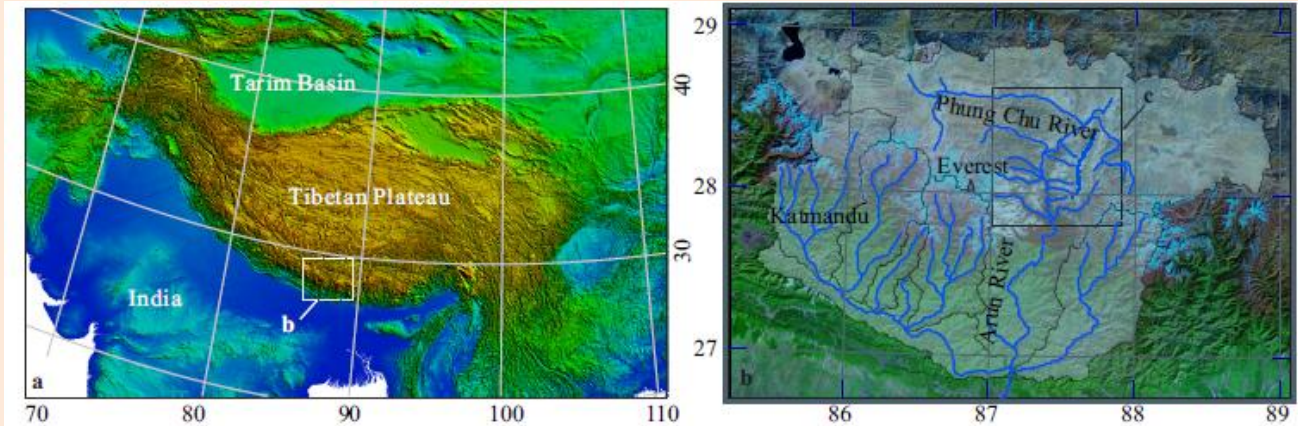 Tarim Basin
Tibetan Plateau
India
b
a
40
30
70
80
90
100
110
29
28
27
c
Phung Chu River
Everest
Katmandu
Arun River
b
86
87
88
89